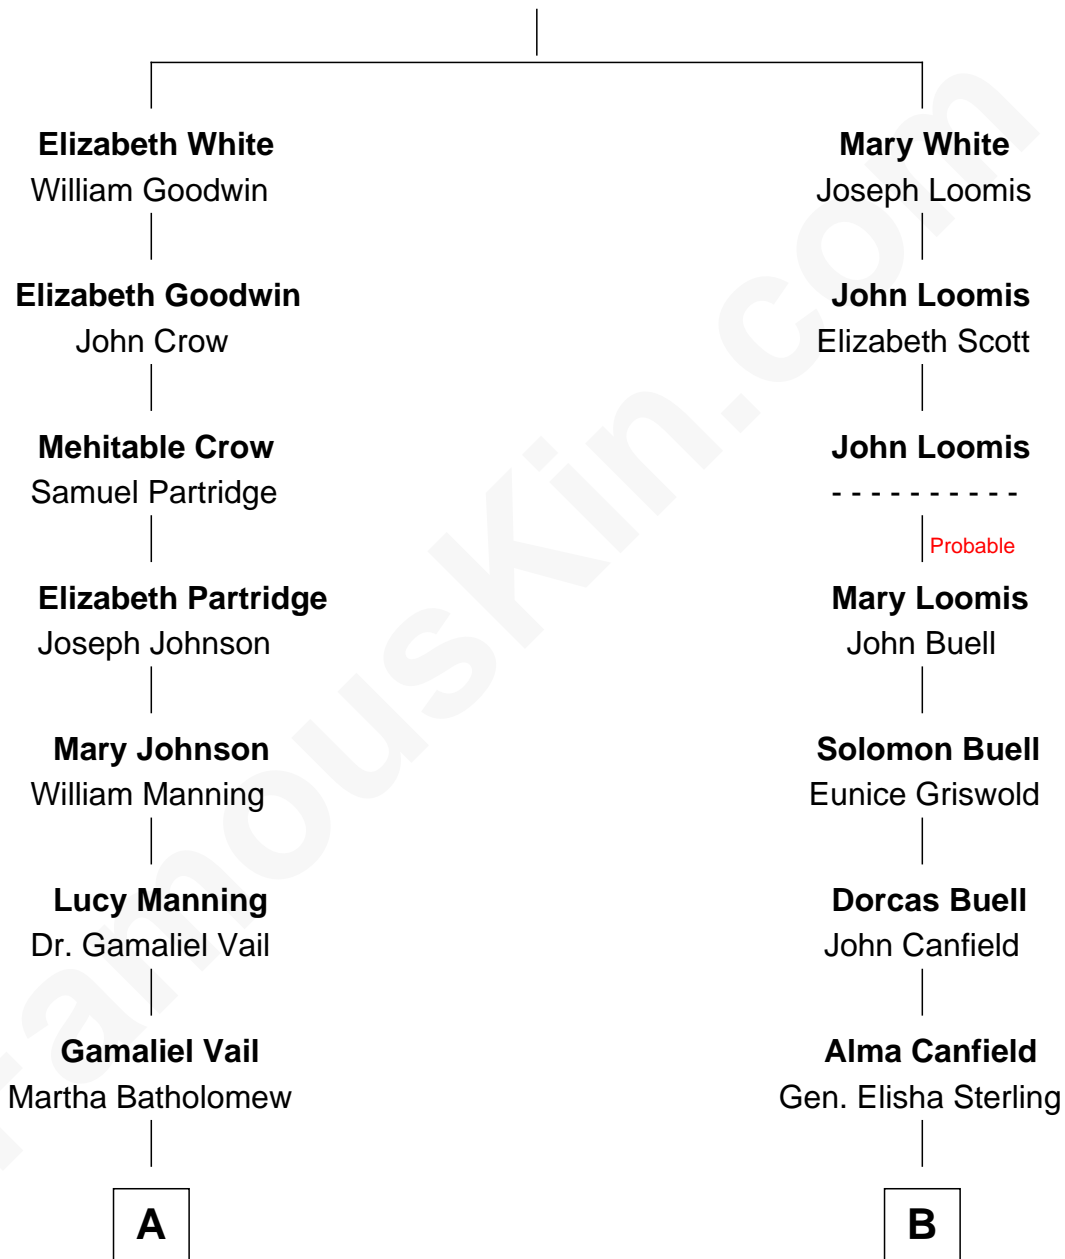 Elizabeth White
William Goodwin
Elizabeth Goodwin
John Crow
Mehitable Crow
Samuel Partridge
Elizabeth Partridge
Joseph Johnson
Mary Johnson
William Manning
Lucy Manning
Dr. Gamaliel Vail
Gamaliel Vail
Martha Batholomew
A
Mary White
Joseph Loomis
John Loomis
Elizabeth Scott
John Loomis
- - - - - - - - - -
Probable
Mary Loomis
John Buell
Solomon Buell
Eunice Griswold
Dorcas Buell
John Canfield
Alma Canfield
Gen. Elisha Sterling
B
FamousKin.com